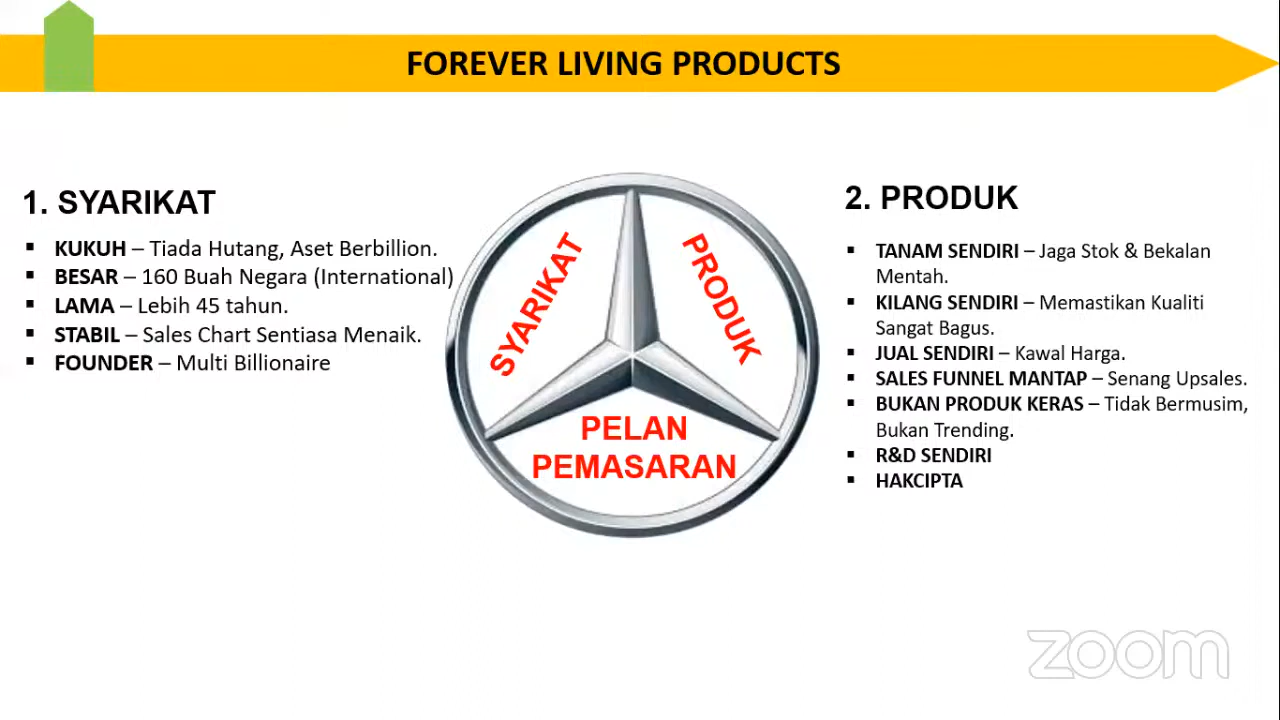 FOREVER LIVING PRODUCTS
1. SYARIKAT
▪ KUKUH – Tiada Hutang, Aset Berbillion.
▪ BESAR – 160 Buah Negara (International)
▪ LAMA – Lebih 45 tahun.
▪ STABIL – Sales Chart Sentiasa Menaik.
▪ FOUNDER – Multi Billionaire
SYARIKAT
PRODUK
PELAN
PEMASARAN
2. PRODUK
▪ TANAM SENDIRI – Jaga Stok & Bekalan
Mentah.
▪ KILANG SENDIRI – Memastikan Kualiti
Sangat Bagus.
▪ JUAL SENDIRI – Kawal Harga.
▪ SALES FUNNEL MANTAP – Senang Upsales.
▪ BUKAN PRODUK KERAS – Tidak Bermusim,
Bukan Trending.
▪ R&D SENDIRI
▪ HAKCIPTA
zoom